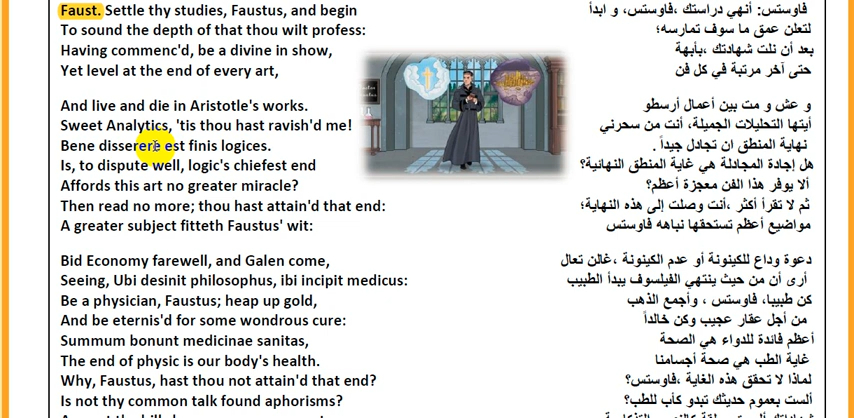 Faust. Settle thy studies, Faustus, and begin
To sound the depth of that thou wilt profess:
Having commenc'd, be a divine in show,
Yet level at the end of every art,
And live and die in Aristotle's works.
Sweet Analytics, 'tis thou hast ravish'd me!
Bene disserere est finis logices.
Is, to dispute well, logic's chiefest end
Affords this art no greater miracle?
Then read no more; thou hast attain'd that end:
A greater subject fitteth Faustus' wit:
Bid Economy farewell, and Galen come,
Seeing, Ubi desinit philosophus, ibi incipit medicus:
Be a physician, Faustus; heap up gold,
And be eternis'd for some wondrous cure:
Summum bonunt medicinae sanitas,
The end of physic is our body's health.
Why, Faustus, hast thou not attain'd that end?
Is not thy common talk found aphorisms?
فاوستس: أنهي دراستك ،فاوستس، و ابدأ
لتعلن عمق ما سوف تمارسه؛
بعد أن نلت شهادتك ،بأبهة
حتى آخر مرتبة في كل فن
و عش و مت بين أعمال أرسطو
أيتها التحليلات الجميلة، أنت من سحرني
نهاية المنطق ان تجادل جيداً .
هل إجادة المجادلة هي غاية المنطق النهائية؟
ألا يوفر هذا الفن معجزة أعظم؟
ثم لا تقرأ أكثر ،أنت وصلت إلى هذه النهاية؛
مواضيع أعظم تستحقها نباهه فاوستس
دعوة وداع للكينونة أو عدم الكينونة ،غالن تعال
أرى أن من حيث ينتهي الفيلسوف يبدأ الطبيب
كن طبيبا، فاوستس ، وأجمع الذهب
من أجل عقار عجيب وكن خالداً
أعظم فائدة للدواء هي الصحة
غاية الطب هي صحة أجسامنا
لماذا لا تحقق هذه الغاية ،فاوستس؟
ألست بعموم حديثك تبدو كأب للطب؟